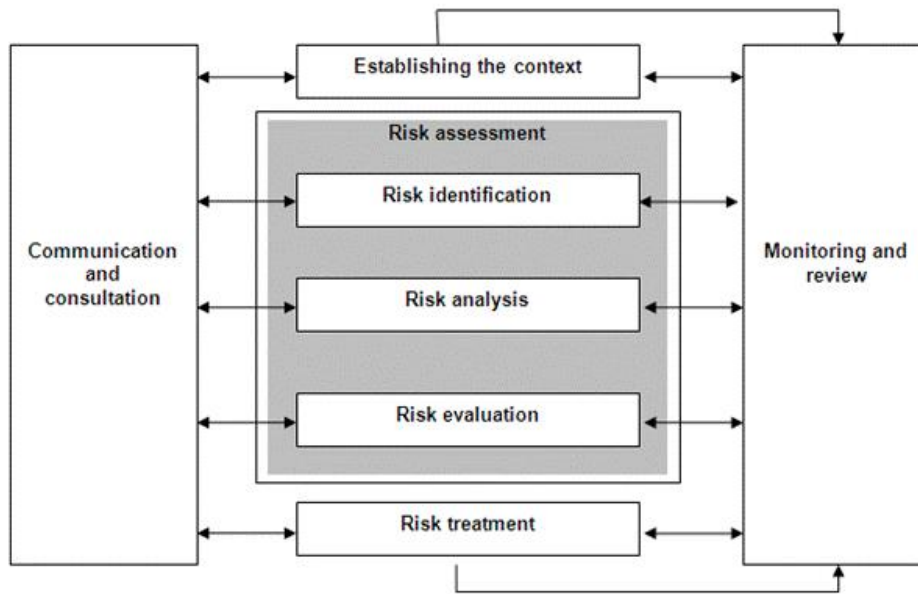 Establishing the context
Risk assessment
Risk identification
Communication
and
consultation
Monitoring and
review
Risk analysis
Risk evaluation
Risk treatment